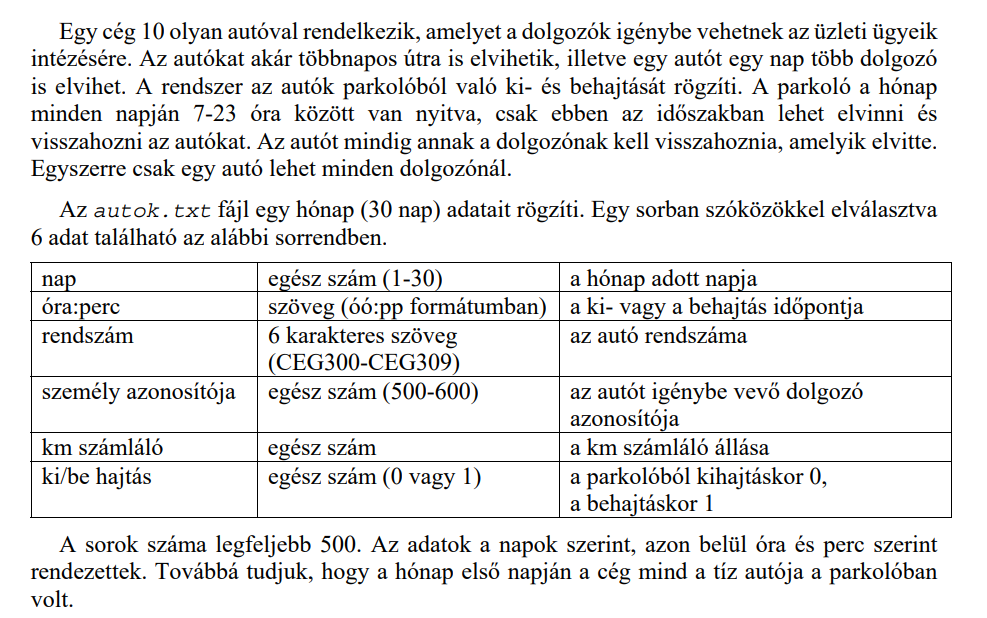 Egy cég 10 olyan autóval rendelkezik, amelyet a dolgozók igénybe vehetnek az üzleti ügyeik
intézésére. Az autókat akár többnapos útra is elvihetik, illetve egy autót egy nap több dolgozó
is elvihet. A rendszer az autók parkolóból való ki- és behajtását rögzíti. A parkoló a hónap
minden napján 7-23 óra között van nyitva, csak ebben az időszakban lehet elvinni és
visszahozni az autókat. Az autót mindig annak a dolgozónak kell visszahoznia, amelyik elvitte.
Egyszerre csak egy autó lehet minden dolgozónál.
Az autok.txt fájl egy hónap (30 nap) adatait rögzíti. Egy sorban szóközökkel elválasztva
6 adat található az alábbi sorrendben.
nap egész szám (1-30) a hónap adott napja
óra:perc szöveg (óó:pp formátumban) a ki- vagy a behajtás időpontja
rendszám 6 karakteres szöveg az autó rendszáma
(CEG300-CEG309)
személy azonosítója egész szám (500-600) az autót igénybe vevő dolgozó
azonosítója
km számláló egész szám a km számláló állása
ki/be hajtás egész szám (0 vagy 1) a parkolóból kihajtáskor 0,
a behajtáskor 1
A sorok száma legfeljebb 500. Az adatok a napok szerint, azon belül óra és perc szerint
rendezettek. Továbbá tudjuk, hogy a hónap első napján a cég mind a tíz autója a parkolóban
volt.